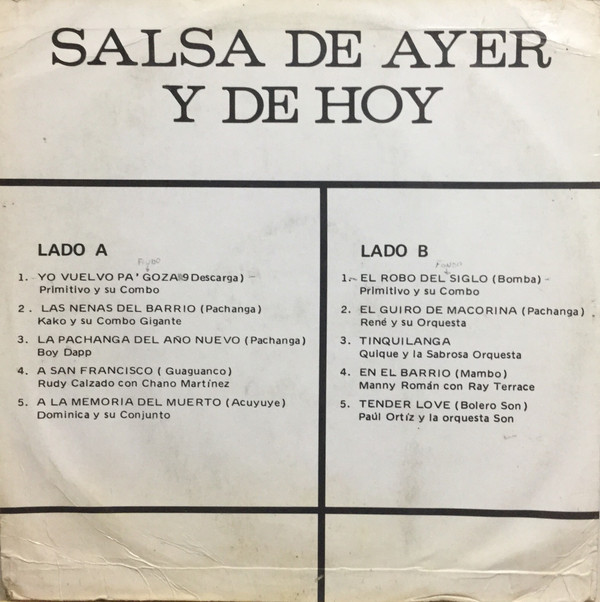 SALSA DE AYER
Y DE HOY
LADO A
1. YO VUELVO PA' GOZA 9Descarga)
Primitivo y su Combo
2. LAS NENAS DEL BARRIO (Pachanga)
Kako y su Combo Gigante
3. LA PACHANGA DEL AÑO NUEVO (Pachanga)
Boy Dapp
4. A SAN FRANCISCO ( Guaguanco)
Rudy Calzado con Chano Martínez
5. A LA MEMORIA DEL MUERTO (Acuyuye)
Dominica y su Conjunto
LADO B
1. EL ROBO DEL SIGLO (Bomba)
Primitivo y su Combo
2. EL GUIRO DE MACORINA (Pachanga)
René y su Orquesta
3. TINQUILANGA
Quique y la Sabrosa Orquesta
4. EN EL BARRIO (Mambo)
Manny Román con Ray Terrace
5. TENDER LOVE (Bolero Son)
Paúl Ortíz y la orquesta Son